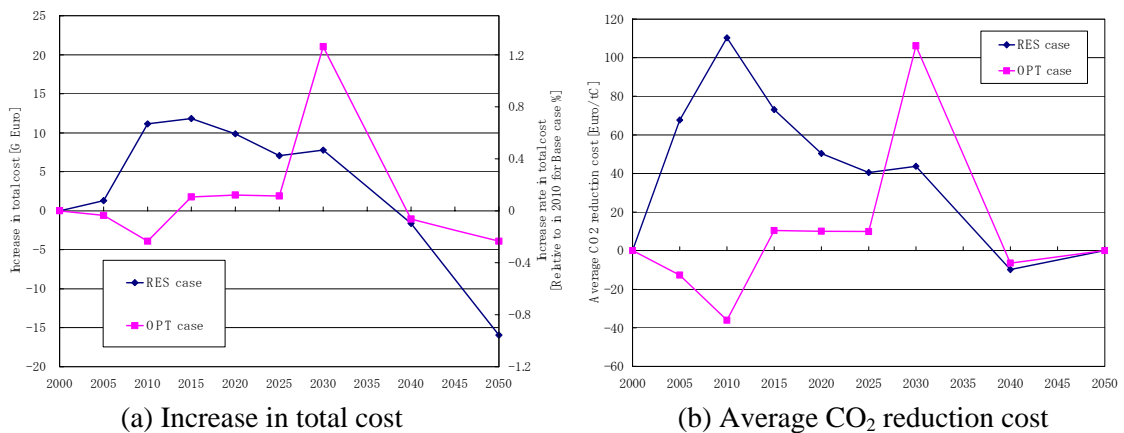 25
20
15
10
5
0
−5
−10
−15
−20
Increase in total cost [G Euro]
1.2
0.8
0.4
0
−0.4
−0.8
−1.2
Increase rate in total cost
[Relative to in 2010 for Base case %]
RES case
OPT case
2000 2005 2010 2015 2020 2025 2030 2035 2040 2045 2050
(a) Increase in total cost
120
100
80
60
40
20
0
−20
−40
−60
Average CO2 reduction cost [Euro/tC]
RES case
OPT case
2000 2005 2010 2015 2020 2025 2030 2035 2040 2045 2050
(b) Average CO₂ reduction cost